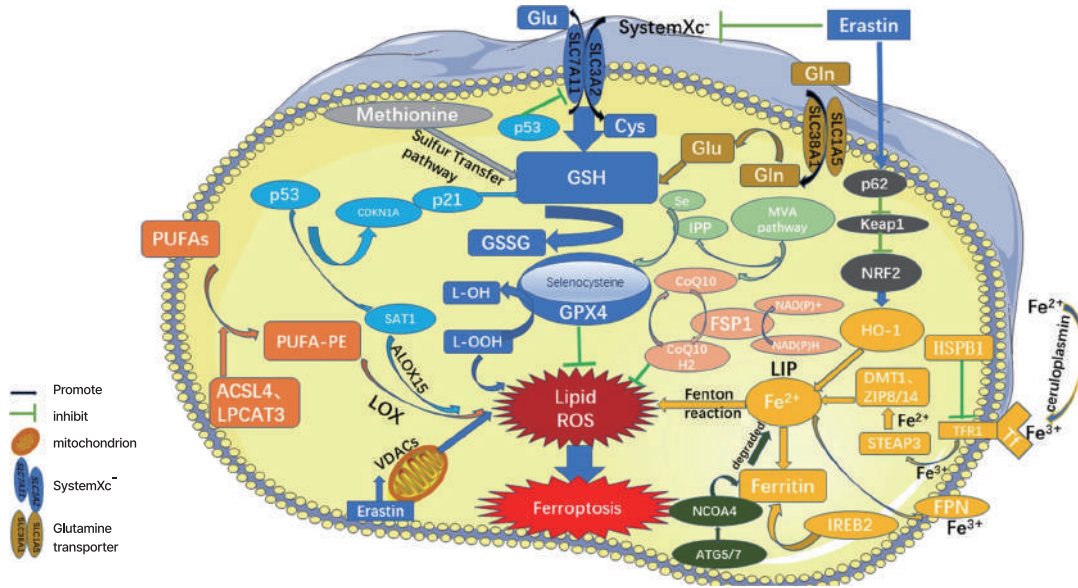 Glu
SystemXc⁻
Erastin
SLC7A11
SLC3A2
Gln
SLC38A1
SLC1A5
Methionine
p53
Cys
Sulfur Transfer
pathway
GSH
Glu
Gln
p62
Keap1
NRF2
p53
CDKN1A
p21
Se
IPP
MVA
pathway
PUFAs
GSSG
Selenocysteine
GPX4
CoQ10
NAD(P)+
FSP1
NAD(P)H
CoQ10
H2
L-OH
L-OOH
SAT1
ALOX15
PUFA-PE
LOX
ACSL4、
LPCAT3
HO-1
HSPB1
Fe²⁺
ceruloplasmin
Fe³⁺
Tf
TFR1
LIP
Fe²⁺
DMT1、
ZIP8/14
Fe²⁺
STEAP3
Fe³⁺
Fenton
reaction
Lipid
ROS
VDACs
Erastin
degraded
Ferritin
Ferroptosis
NCOA4
ATG5/7
IREB2
FPN
Fe³⁺
Promote
inhibit
mitochondrion
SLC7A11
SLC3A2
SystemXc⁻
SLC38A1
SLC1A5
Glutamine
transporter